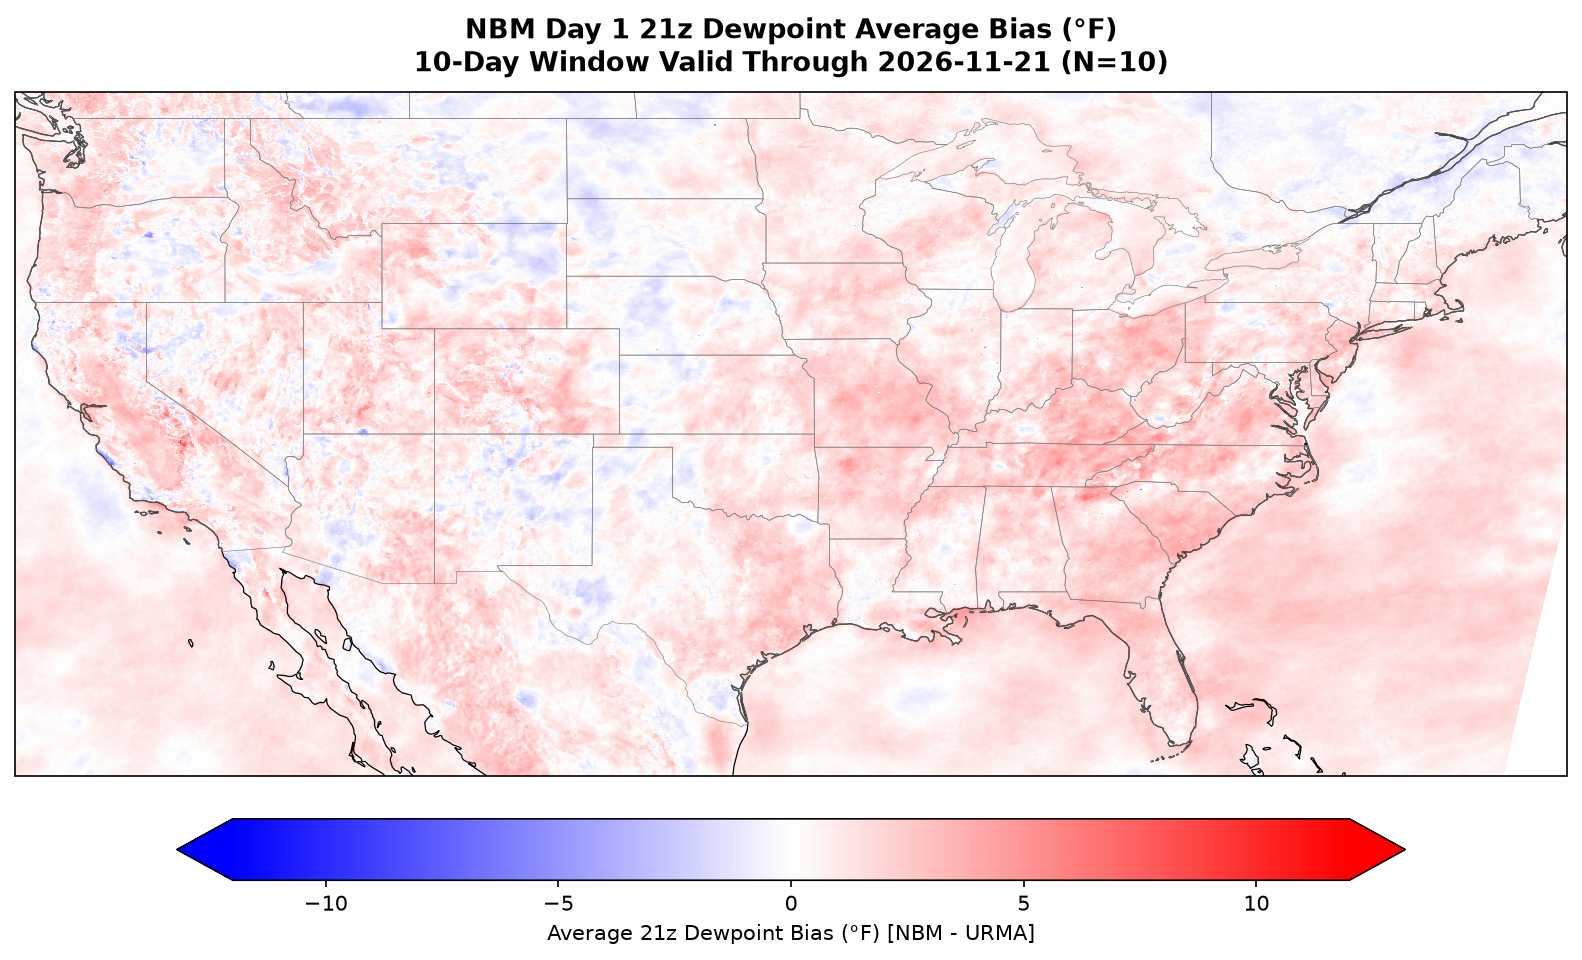 NBM Day 1 21z Dewpoint Average Bias (°F)
10-Day Window Valid Through 2026-11-21 (N=10)
−10 −5 0 5 10
Average 21z Dewpoint Bias (°F) [NBM - URMA]